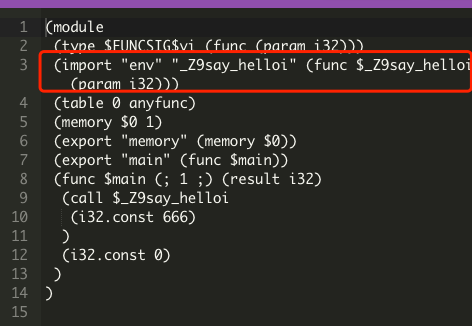 1 (module
2 (type $FUNCSIG$vi (func (param i32)))
3 (import "env" "_Z9say_helloi" (func $_Z9say_helloi
(param i32)))
4 (table 0 anyfunc)
5 (memory $0 1)
6 (export "memory" (memory $0))
7 (export "main" (func $main))
8 (func $main (; 1 ;) (result i32)
9 (call $_Z9say_helloi
10 (i32.const 666)
11 )
12 (i32.const 0)
13 )
14 )
15